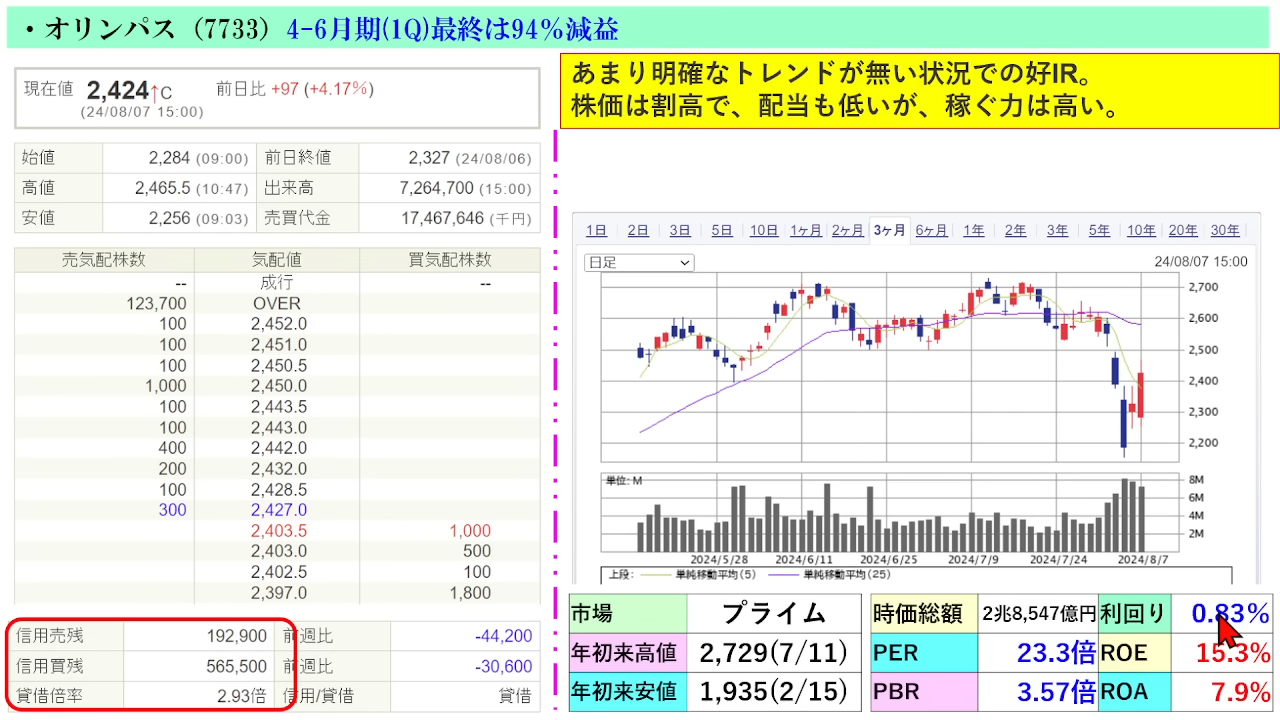 ・オリンパス（7733）4-6月期(1Q)最終は94%減益
あまり明確なトレンドが無い状況での好IR。
株価は割高で、配当も低いが、稼ぐ力は高い。
現在値 2,424↑C 前日比 +97 (+4.17%)
(24/08/07 15:00)
始値 2,284 (09:00) 前日終値 2,327 (24/08/06)
高値 2,465.5 (10:47) 出来高 7,264,700 (15:00)
安値 2,256 (09:03) 売買代金 17,467,646 (千円)
売気配株数 気配値 買気配株数
-- 成行 --
123,700 OVER
100 2,452.0
100 2,451.0
100 2,450.5
1,000 2,450.0
100 2,443.5
100 2,443.0
400 2,442.0
200 2,432.0
100 2,428.5
300 2,427.0
2,403.5 1,000
2,403.0 500
2,402.5 100
2,397.0 1,800
信用売残 192,900 前週比 -44,200
信用買残 565,500 前週比 -30,600
貸借倍率 2.93倍 信用/貸借 貸借
1日 2日 3日 5日 10日 1ヶ月 2ヶ月 3ヶ月 6ヶ月 1年 2年 3年 5年 10年 20年 30年
日足 24/08/07 15:00
2,700
2,600
2,500
2,400
2,300
2,200
単位: M
8M
6M
4M
2M
2024/5/28 2024/6/11 2024/6/25 2024/7/9 2024/7/24 2024/8/7
上段: 単純移動平均(5) 単純移動平均(25)
市場 プライム 時価総額 2兆8,547億円 利回り 0.83%
年初来高値 2,729(7/11) PER 23.3倍 ROE 15.3%
年初来安値 1,935(2/15) PBR 3.57倍 ROA 7.9%